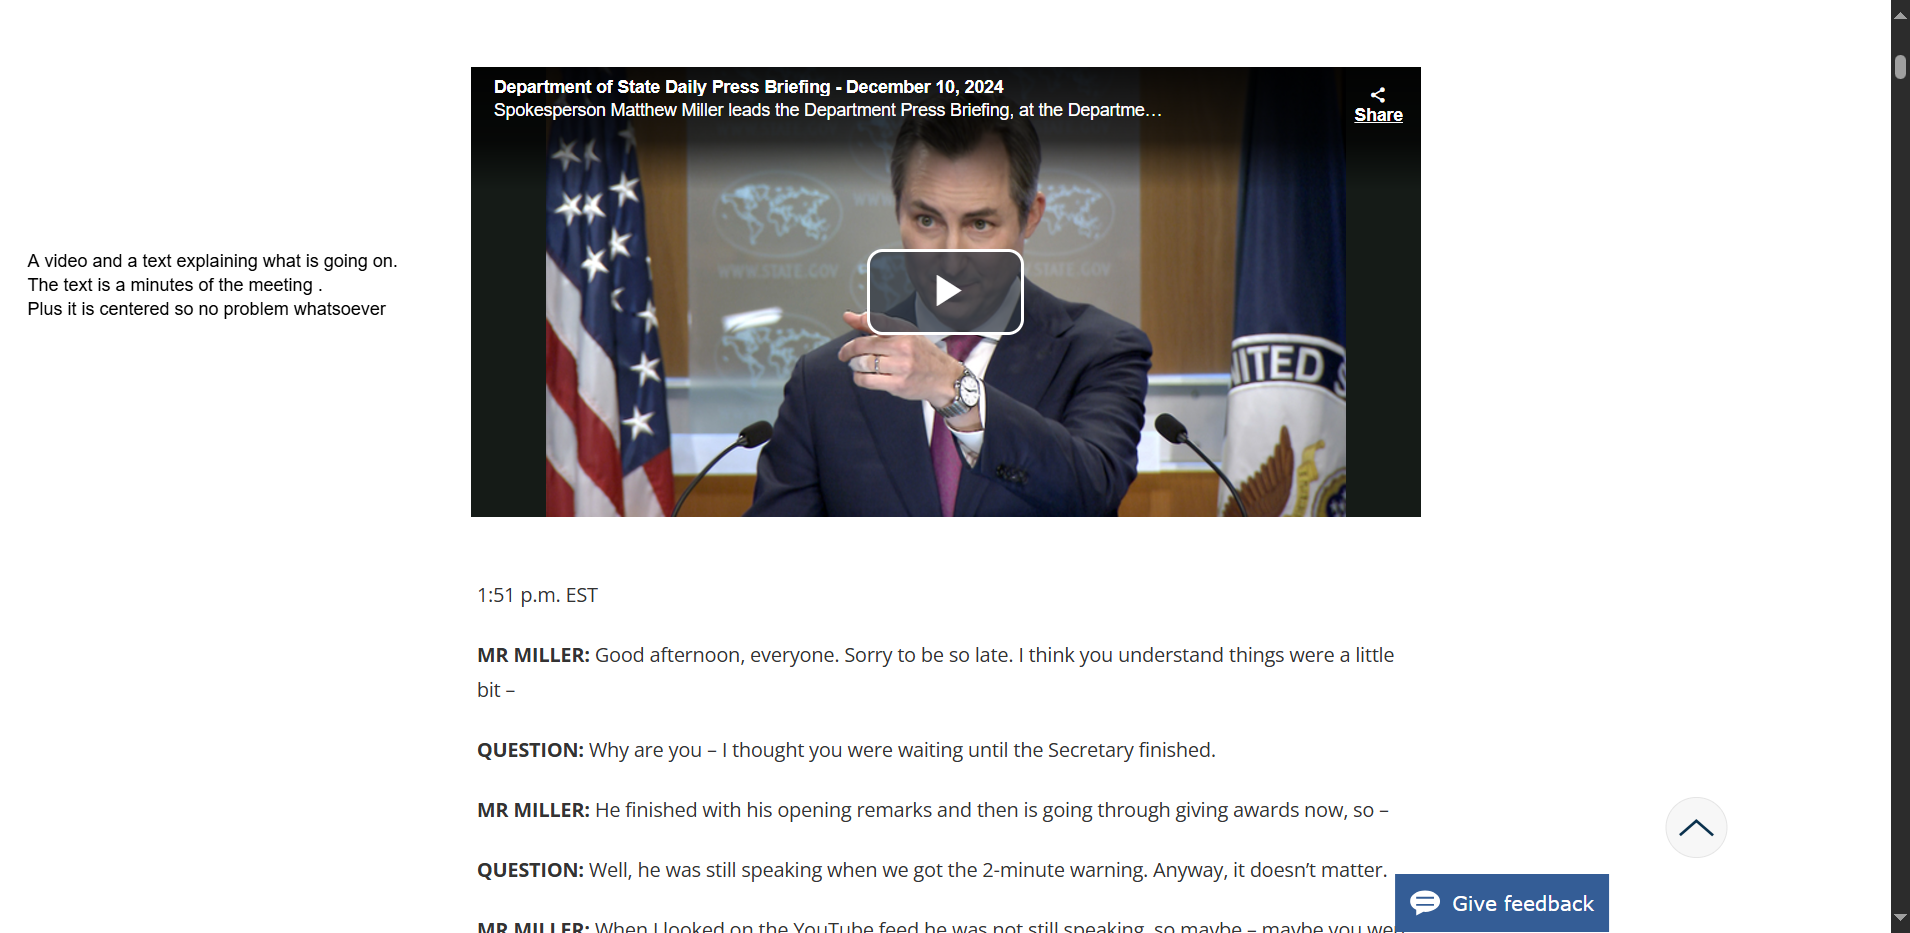 Department of State Daily Press Briefing - December 10, 2024
Spokesperson Matthew Miller leads the Department Press Briefing, at the Departme…
Share
WWW.STATE.GOV
STATE.GOV
A video and a text explaining what is going on.
The text is a minutes of the meeting .
Plus it is centered so no problem whatsoever
1:51 p.m. EST
MR MILLER: Good afternoon, everyone. Sorry to be so late. I think you understand things were a little
bit –
QUESTION: Why are you – I thought you were waiting until the Secretary finished.
MR MILLER: He finished with his opening remarks and then is going through giving awards now, so –
QUESTION: Well, he was still speaking when we got the 2-minute warning. Anyway, it doesn’t matter.
MR MILLER: When I looked on the YouTube feed he was not still speaking, so maybe – maybe you
Give feedback